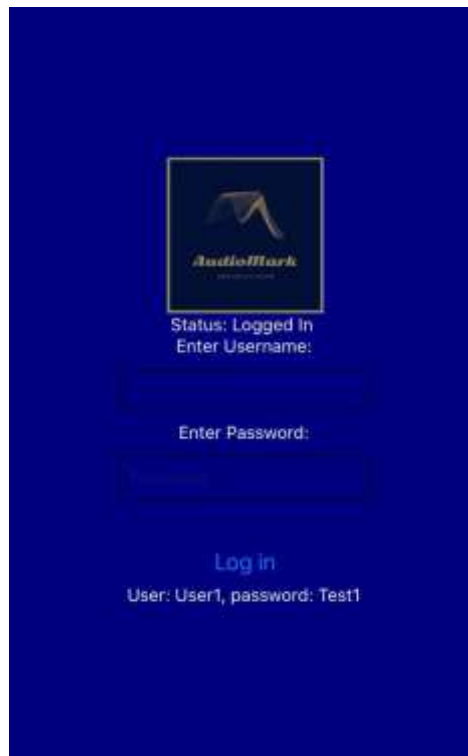 AudioMark
Status: Logged In
Enter Username:
Enter Password:
Log in
User: User1, password: Test1